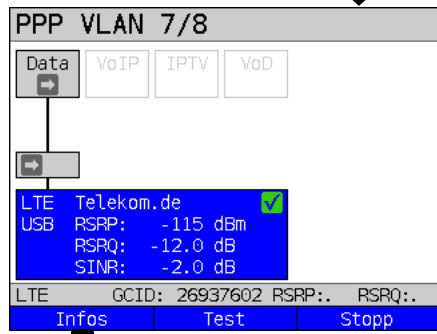 PPP VLAN 7/8
Data VoIP IPTV VoD
LTE Telekom.de
USB RSRP: -115 dBm
RSRQ: -12.0 dB
SINR: -2.0 dB
LTE GCID: 26937602 RSRP:. RSRQ:.
Infos Test Stopp